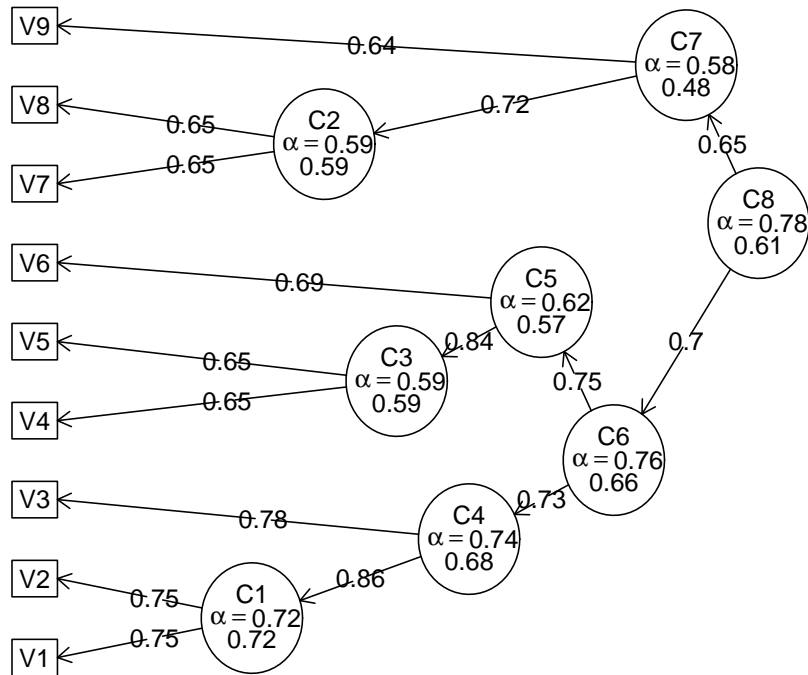 V9
0.64
C7
α = 0.58
0.48
V8
0.65
0.72
C2
α = 0.59
0.59
V7
0.65
0.65
C8
α = 0.78
0.61
V6
0.69
C5
α = 0.62
0.57
V5
0.65
0.84
0.7
C3
α = 0.59
0.59
V4
0.65
0.75
C6
α = 0.76
0.66
V3
0.78
0.73
C4
α = 0.74
0.68
V2
0.75
0.86
C1
α = 0.72
0.72
V1
0.75